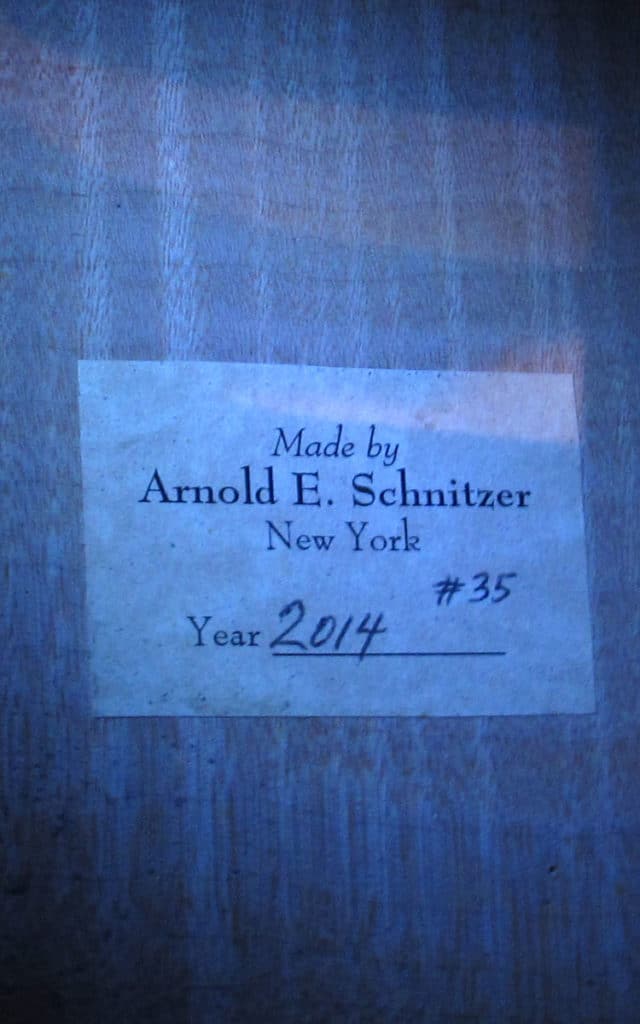 Made by
Arnold E. Schnitzer
New York
#35
Year 2014